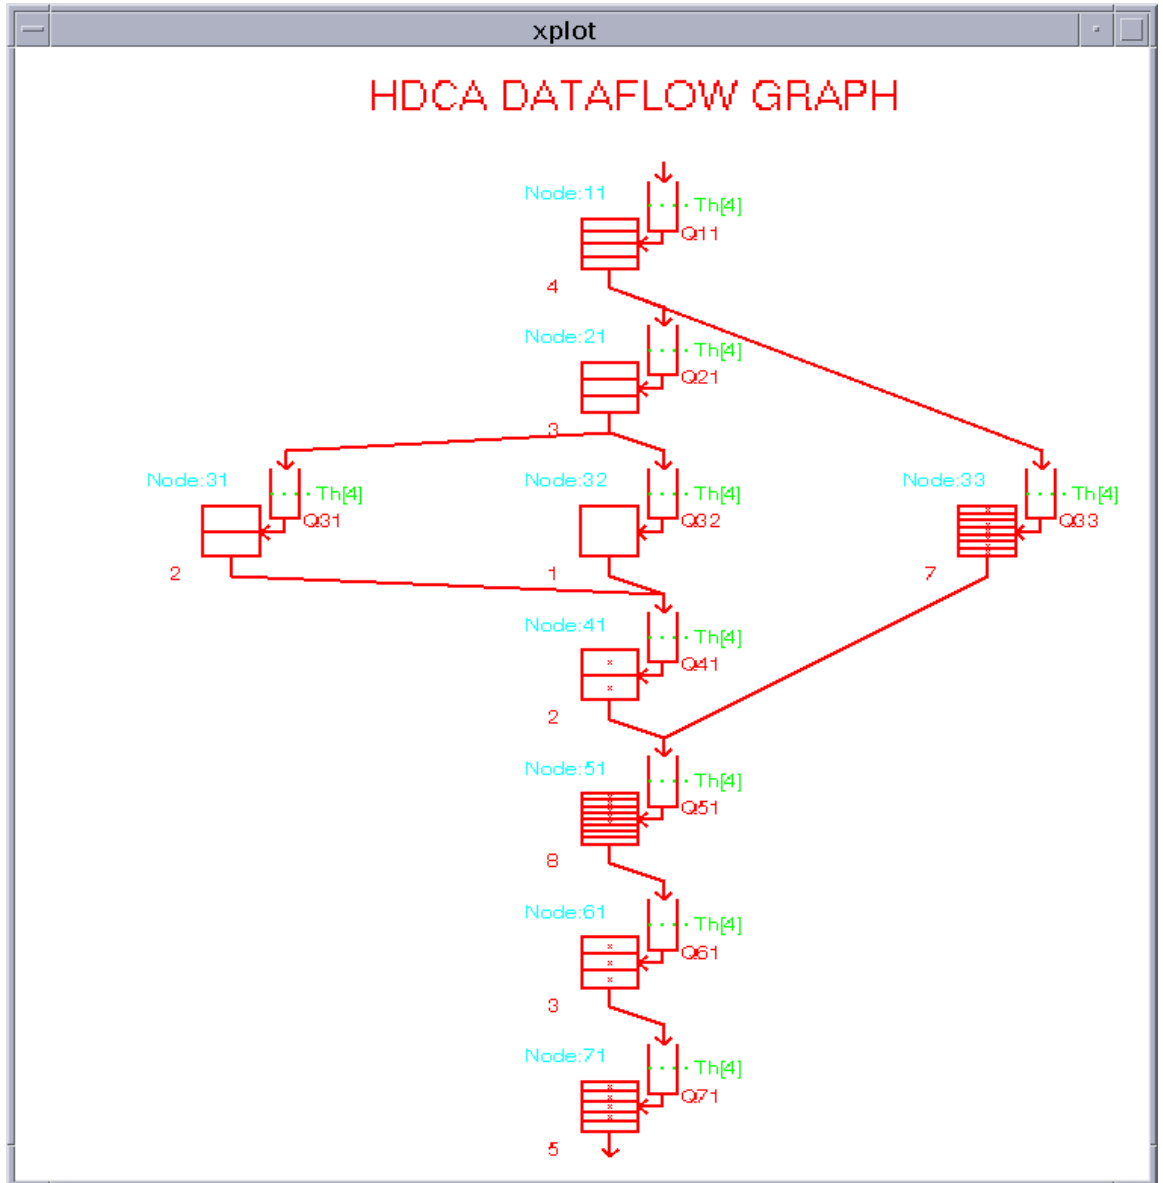 xplot
HDCA DATAFLOW GRAPH
Node:11
Th[4]
Q11
4
Node:21
Th[4]
Q21
3
Node:31
Th[4]
Q31
2
Node:32
Th[4]
Q32
1
Node:33
Th[4]
Q33
7
Node:41
Th[4]
Q41
2
Node:51
Th[4]
Q51
8
Node:61
Th[4]
Q61
3
Node:71
Th[4]
Q71
5